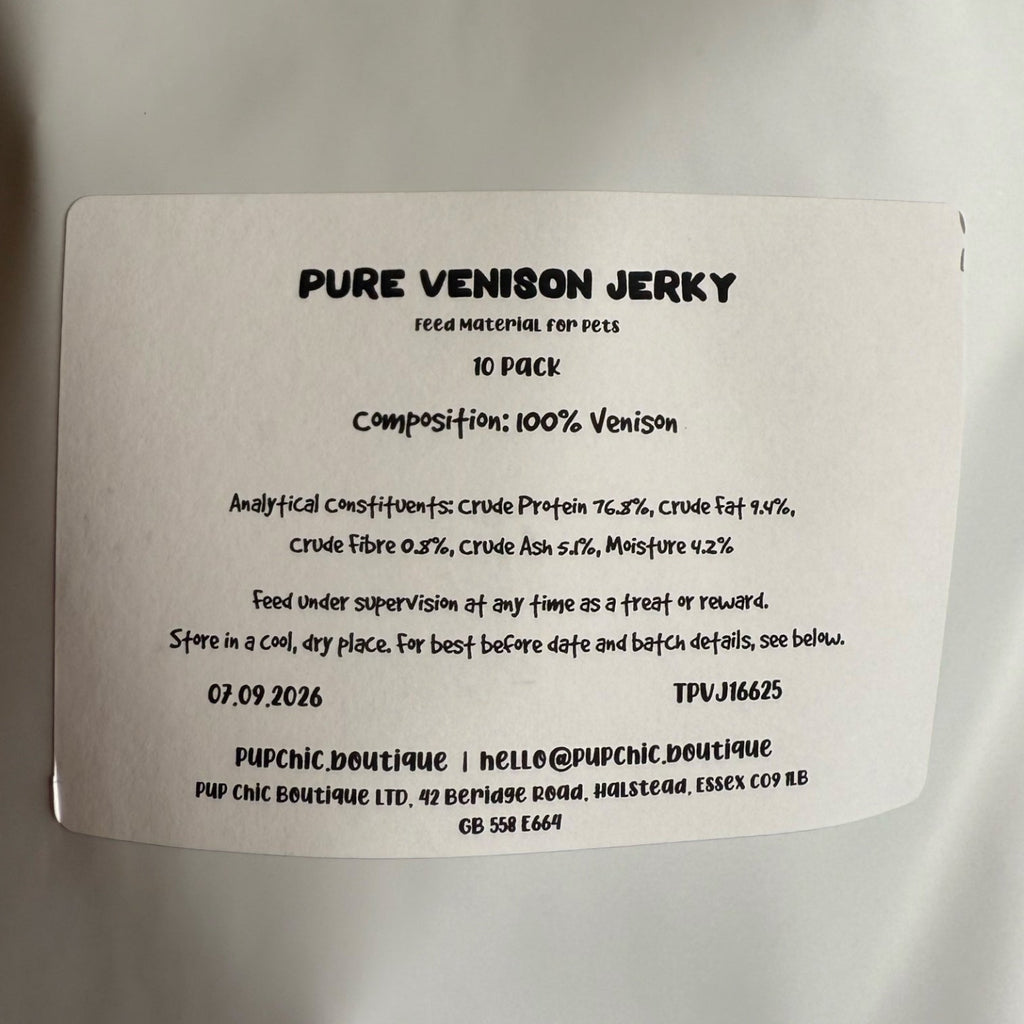 PURE VENISON JERKY
Feed Material for Pets
10 Pack
Composition: 100% Venison
Analytical Constituents: Crude Protein 76.8%, Crude Fat 9.4%,
Crude Fibre 0.8%, Crude Ash 5.1%, Moisture 4.2%
Feed under supervision at any time as a treat or reward.
Store in a cool, dry place. For best before date and batch details, see below.
07.09.2026 TPVJ16625
PUPChic.boutique | hello@pupchic.boutique
Pup Chic Boutique LTD, 42 Beridge Road, Halstead, Essex CO9 1LB
GB 558 E664